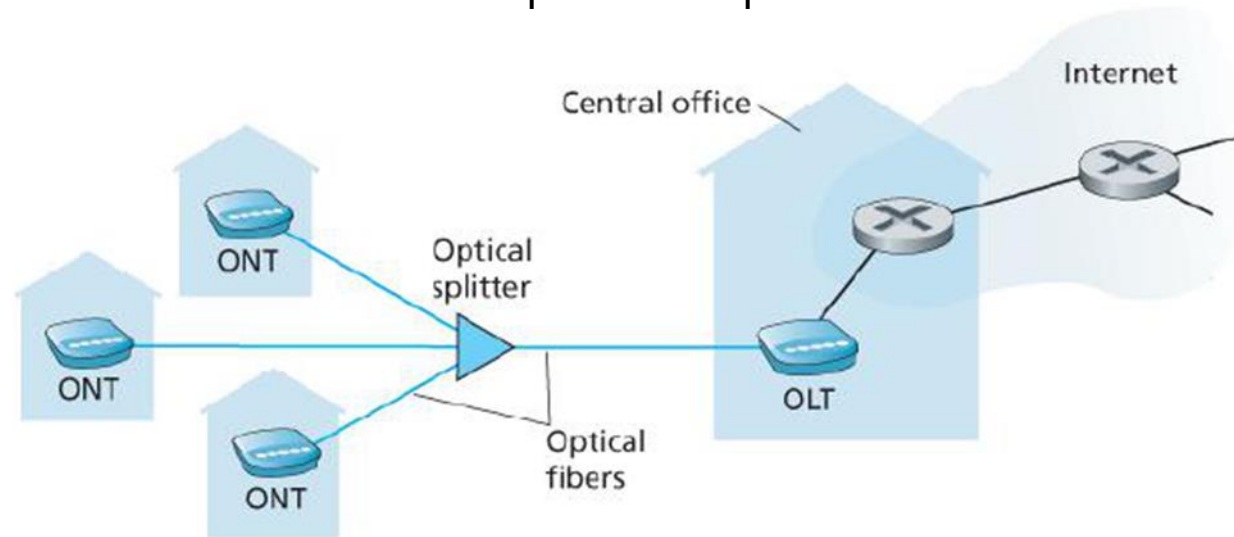 Internet
Central office
ONT
Optical
splitter
ONT
OLT
Optical
fibers
ONT